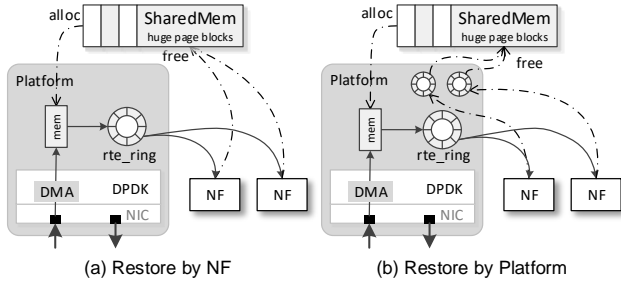 alloc
SharedMem
huge page blocks
free
Platform
mem
rte_ring
DMA
DPDK
NIC
NF
NF
(a) Restore by NF
alloc
SharedMem
huge page blocks
free
Platform
mem
rte_ring
DMA
DPDK
NIC
NF
NF
(b) Restore by Platform